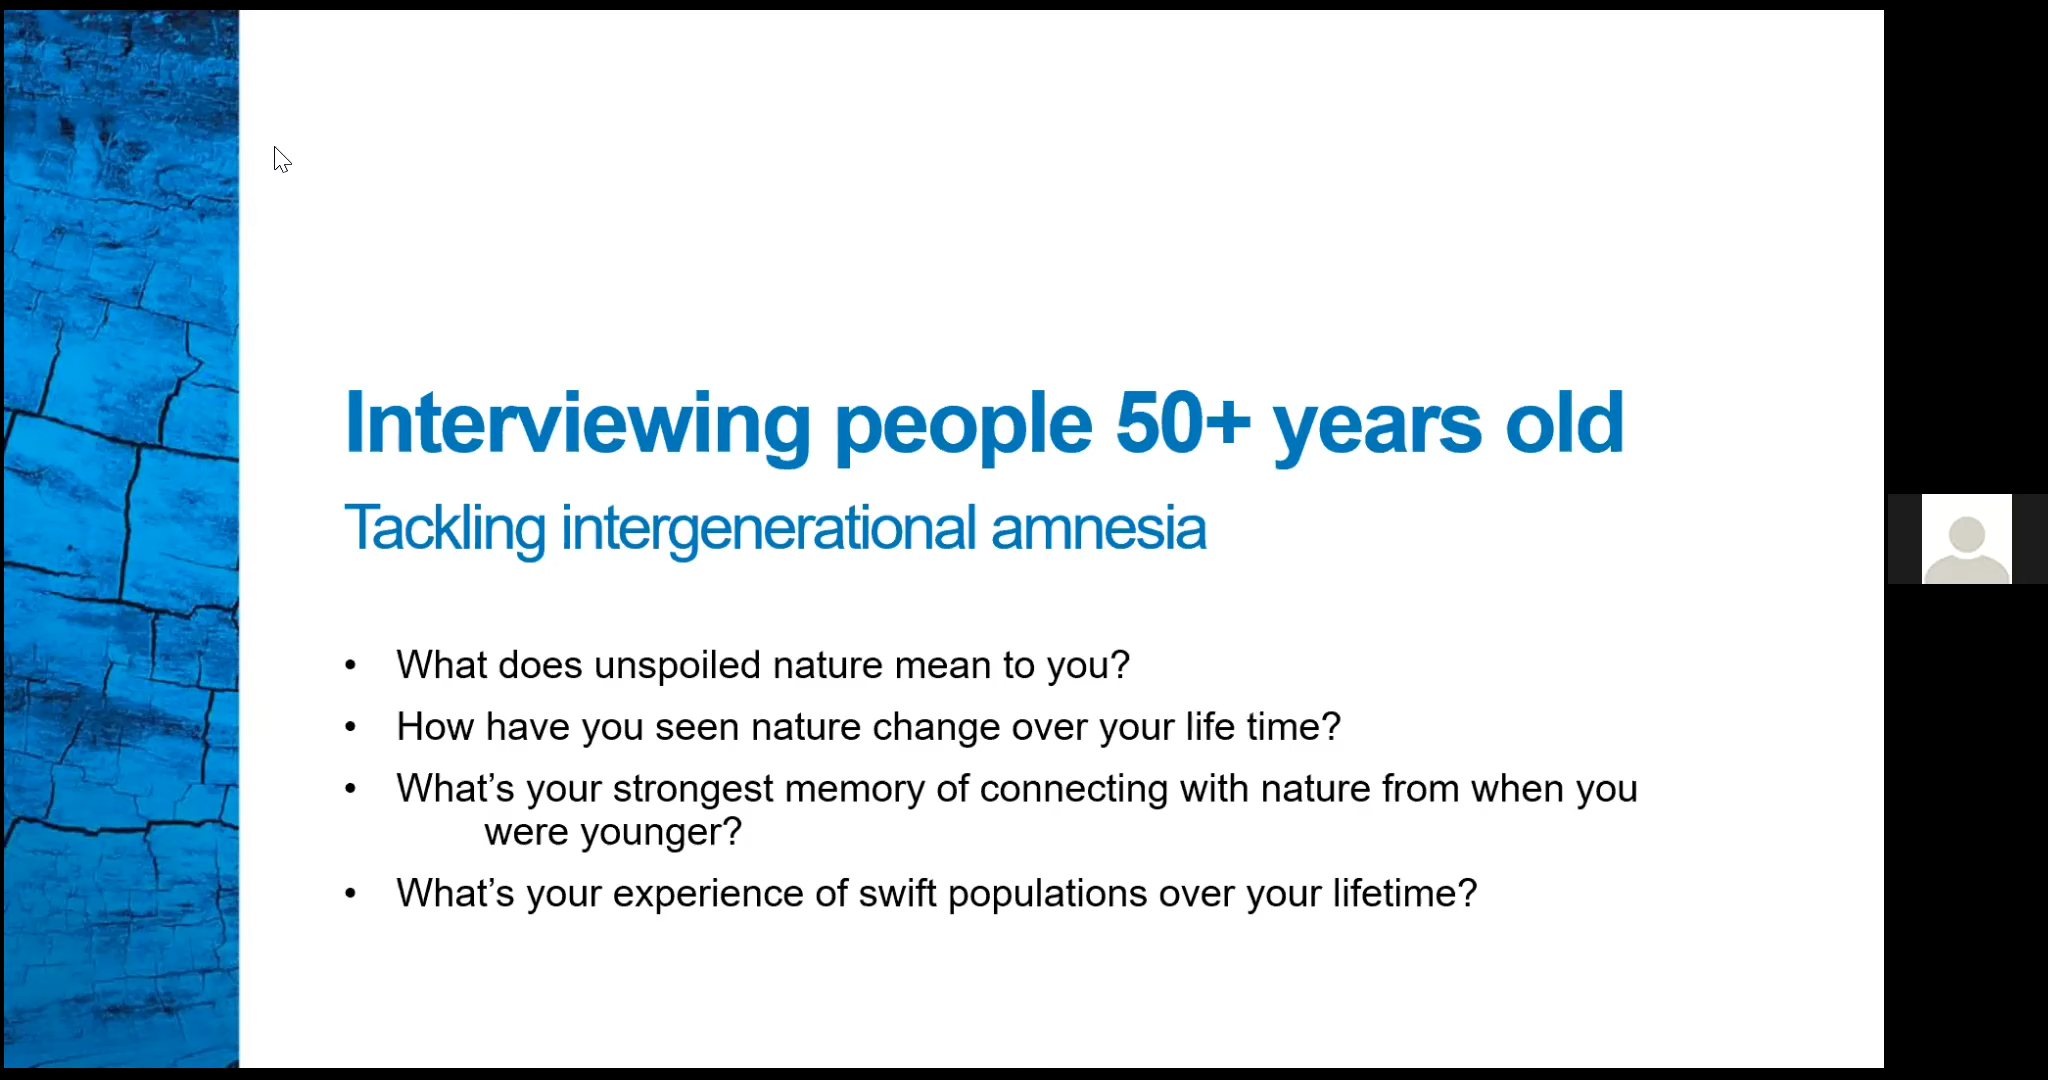 Interviewing people 50+ years old
Tackling intergenerational amnesia
• What does unspoiled nature mean to you?
• How have you seen nature change over your life time?
• What’s your strongest memory of connecting with nature from when you
were younger?
• What’s your experience of swift populations over your lifetime?